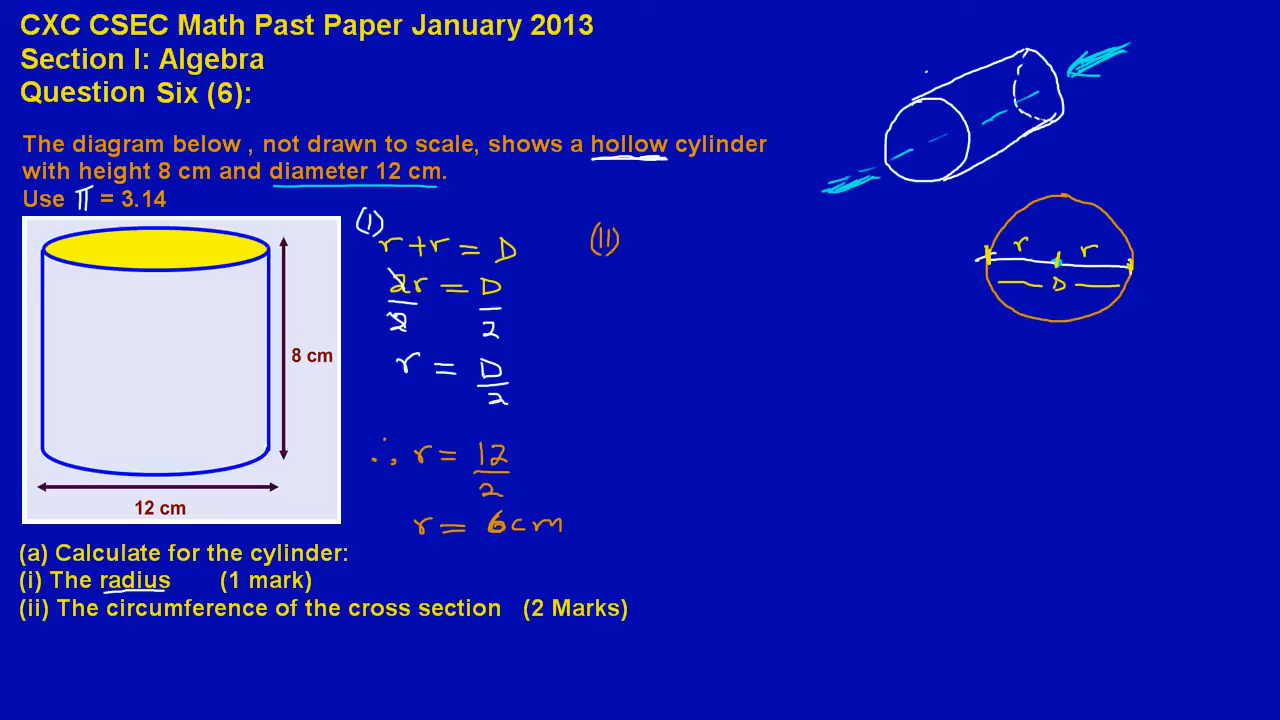 CXC CSEC Math Past Paper January 2013
Section I: Algebra
Question Six (6):
The diagram below , not drawn to scale, shows a hollow cylinder
with height 8 cm and diameter 12 cm.
Use π = 3.14
8 cm
12 cm
(I)
r + r = D
2r = D
2 2
r = D
2
∴ r = 12
2
r = 6cm
(II)
r r
D
(a) Calculate for the cylinder:
(i) The radius (1 mark)
(ii) The circumference of the cross section (2 Marks)